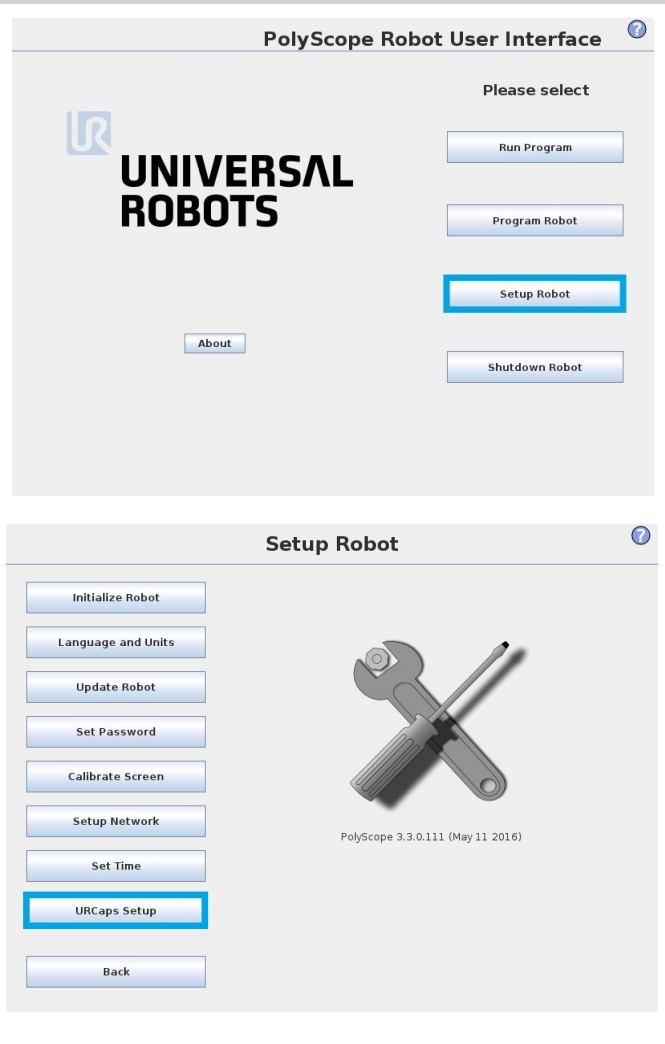 PolyScope Robot User Interface
?
Please select
UR
UNIVERSAL
ROBOTS
Run Program
Program Robot
Setup Robot
About
Shutdown Robot
Setup Robot
?
Initialize Robot
Language and Units
Update Robot
Set Password
Calibrate Screen
Setup Network
Set Time
URCaps Setup
Back
PolyScope 3.3.0.111 (May 11 2016)